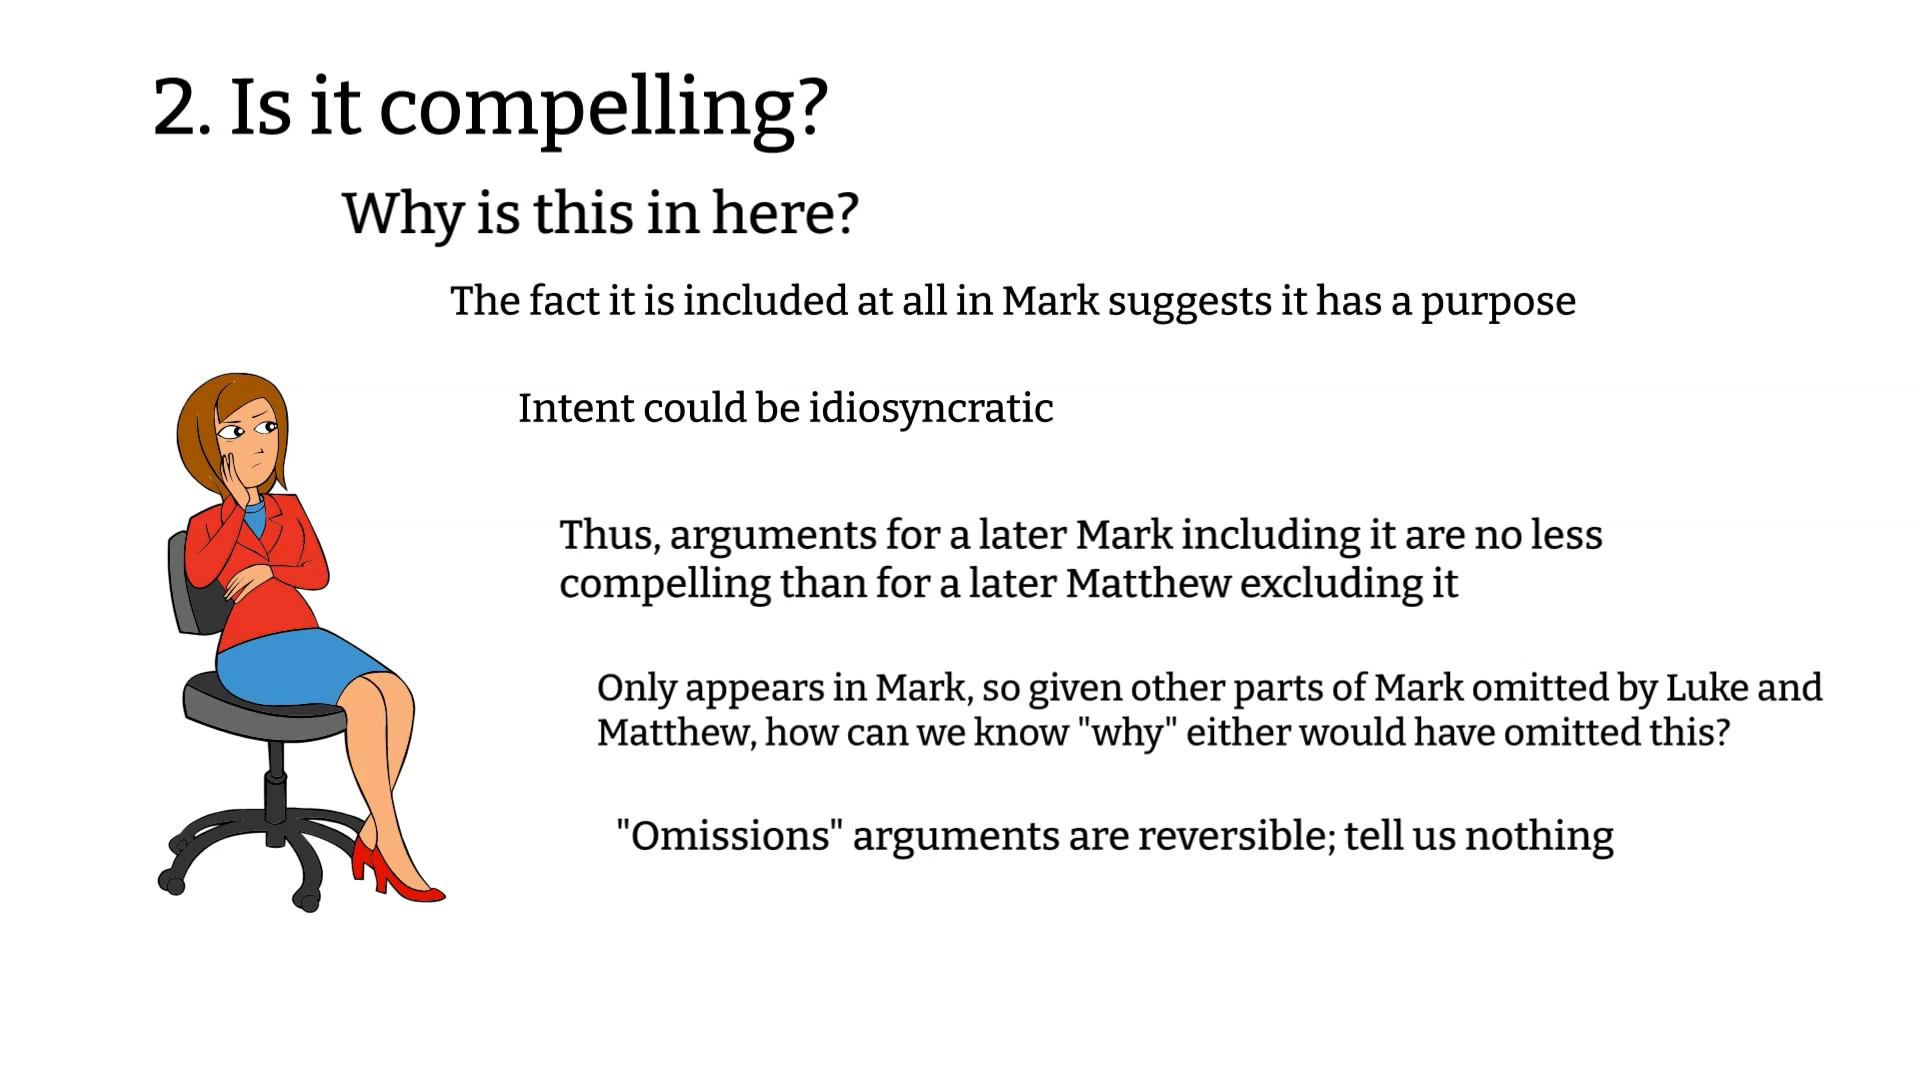 2. Is it compelling?
Why is this in here?
The fact it is included at all in Mark suggests it has a purpose
Intent could be idiosyncratic
Thus, arguments for a later Mark including it are no less
compelling than for a later Matthew excluding it
Only appears in Mark, so given other parts of Mark omitted by Luke and
Matthew, how can we know "why" either would have omitted this?
"Omissions" arguments are reversible; tell us nothing